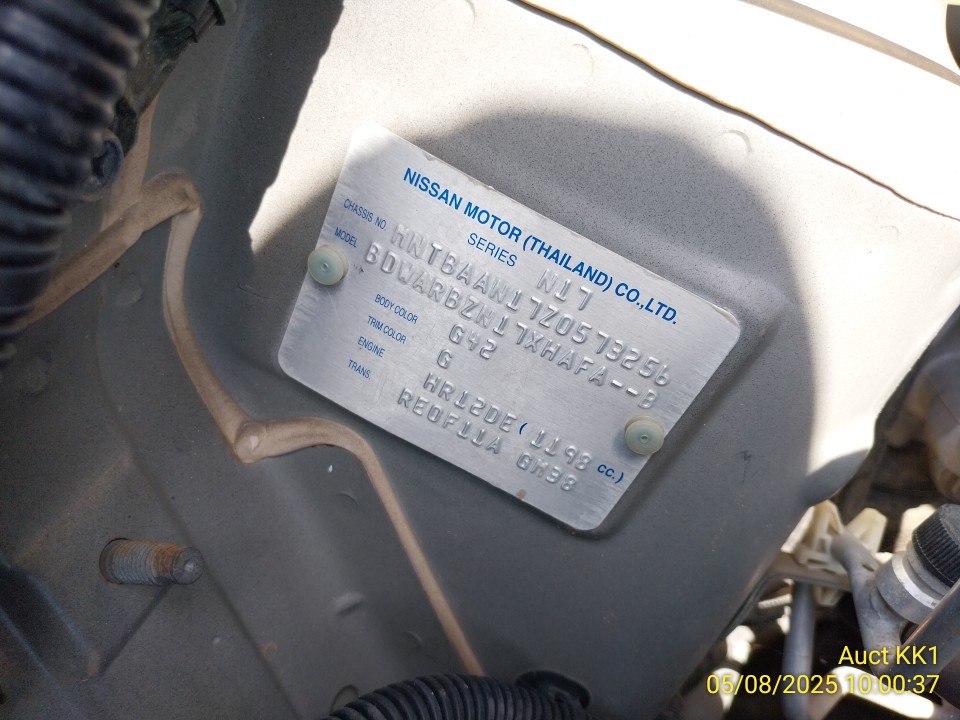 NISSAN MOTOR (THAILAND) CO.,LTD.
SERIES N17
CHASSIS NO. MNTBAAN17Z0573256
MODEL BDWARBZN17XHAFA--B
BODY COLOR G42
TRIM COLOR G
ENGINE HR12DE (1198 cc.)
TRANS. RE0F11A GM38
Auct KK1
05/08/2025 10:00:37